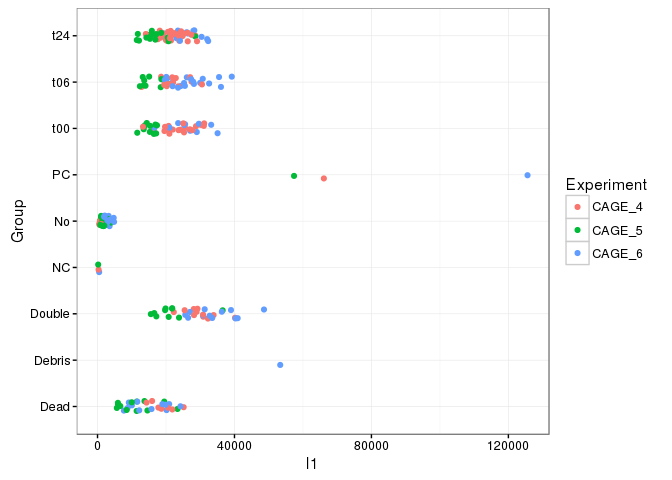 t24
t06
t00
PC
No
NC
Double
Debris
Dead
Group
0
40000
80000
120000
l1
Experiment
CAGE_4
CAGE_5
CAGE_6